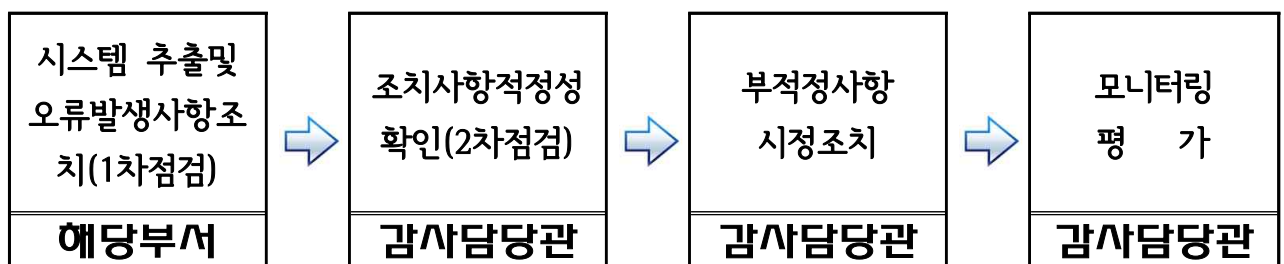 시스템 추출및
오류발생사항조
치(1차점검)
해당부서
조치사항적정성
확인(2차점검)
감사담당관
부적정사항
시정조치
감사담당관
모니터링
평 가
감사담당관